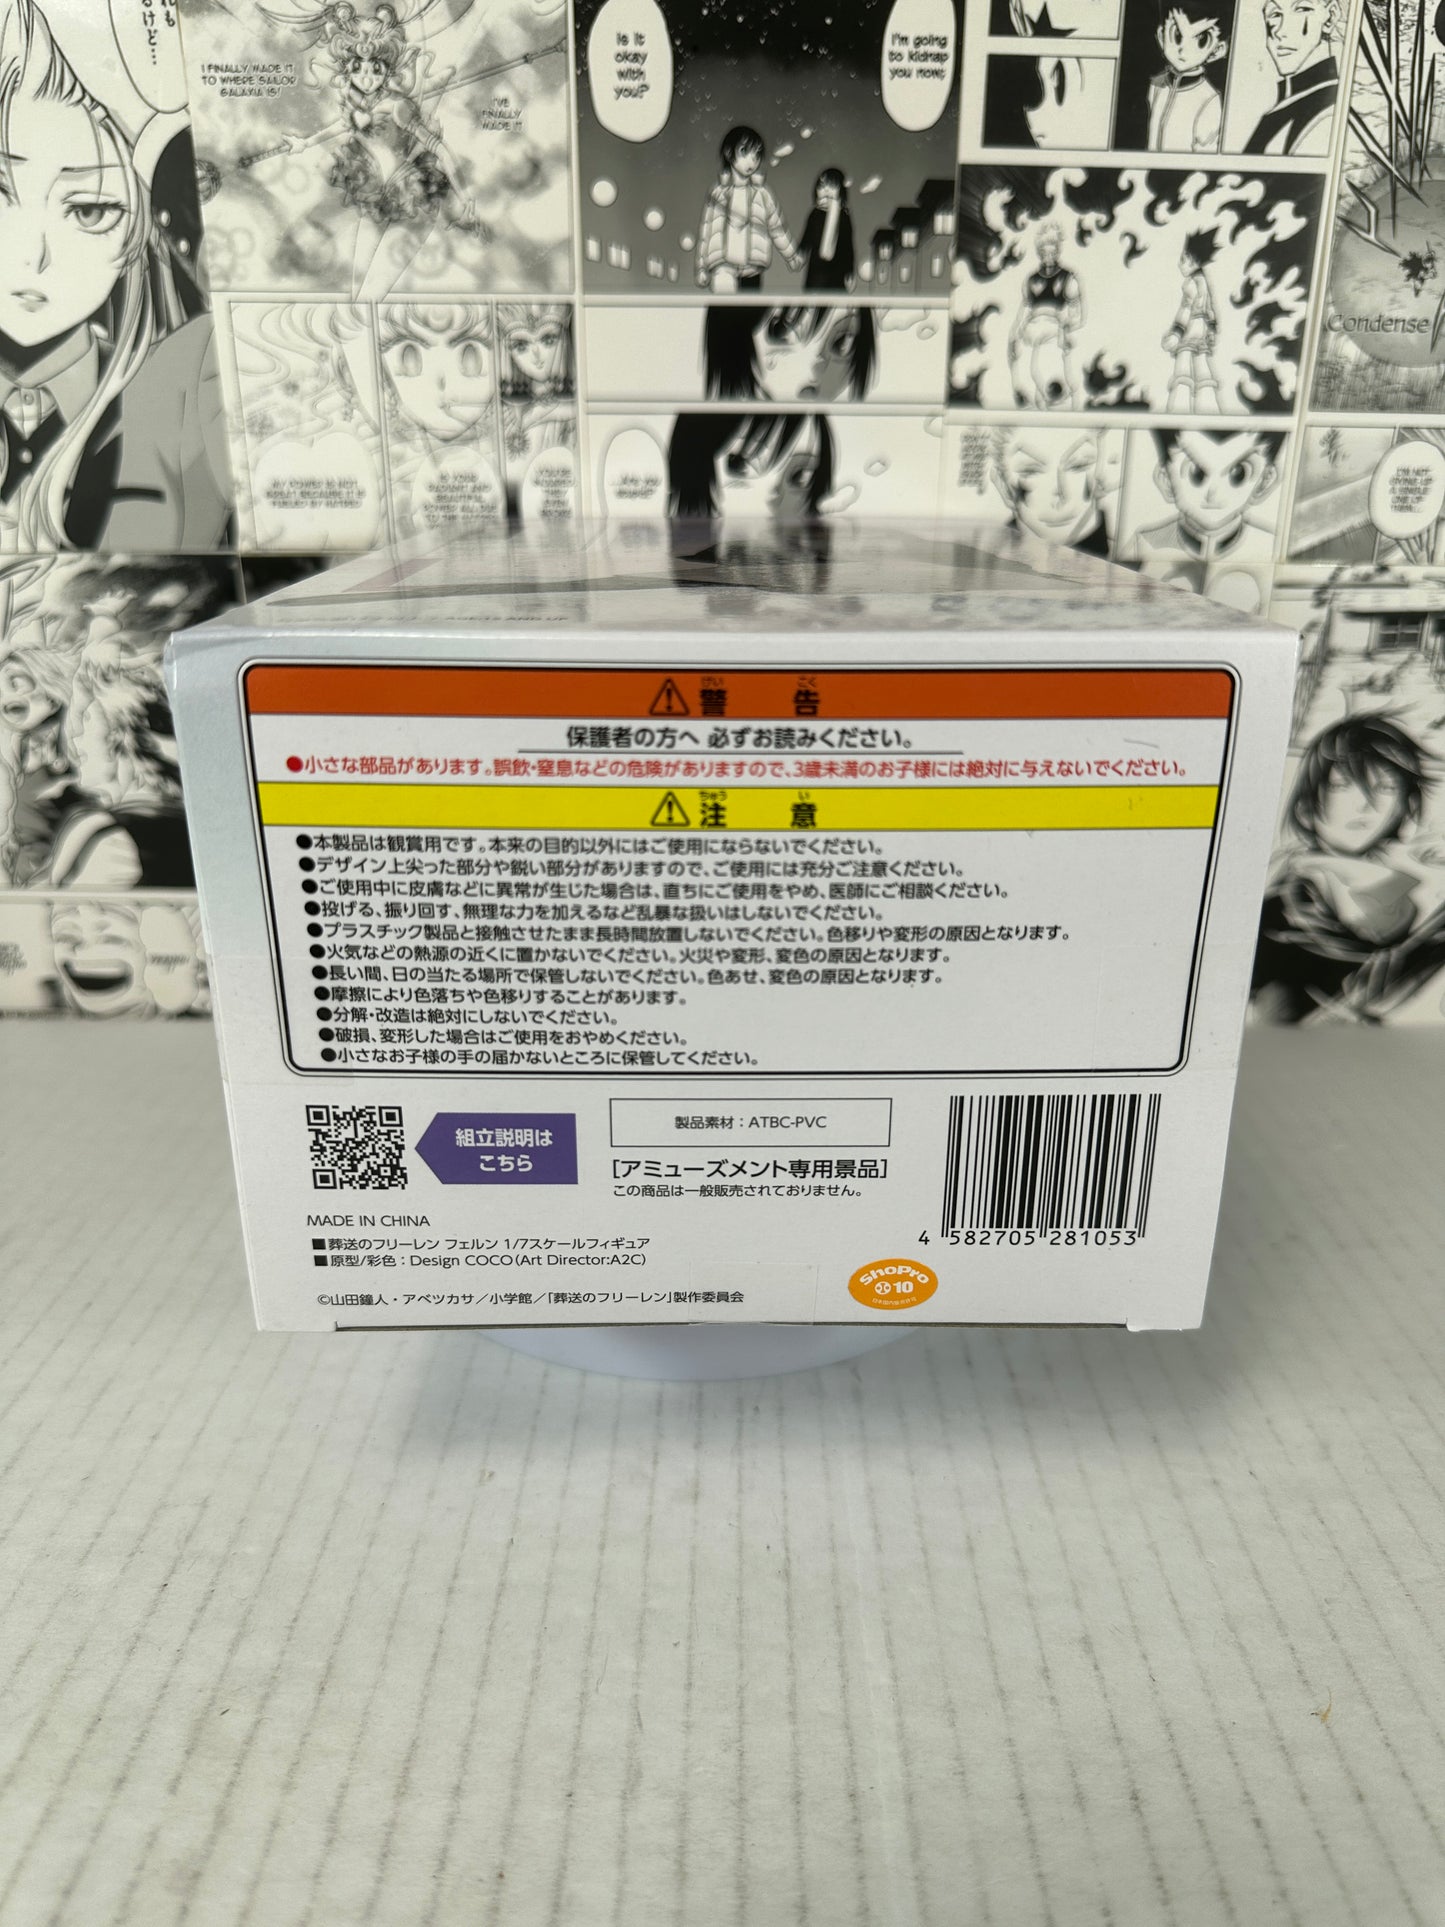 けど…
I FINALLY MADE IT
TO WHERE SAILOR
GALAXIA IS!
I'VE
FINALLY
MADE IT
Is it
okay
with
you?
I'm going
to kidnap
you now.
Condense
MY POWER IS NOT
GREAT BECAUSE IT IS
FUELED BY HATRED
警告
けい こく
保護者の方へ 必ずお読みください。
●小さな部品があります。誤飲・窒息などの危険がありますので、3歳未満のお子様には絶対に与えないでください。
注意
ちゅう い
●本製品は観賞用です。本来の目的以外にはご使用にならないでください。
●デザイン上尖った部分や鋭い部分がありますので、ご使用には充分ご注意ください。
●ご使用中に皮膚などに異常が生じた場合は、直ちにご使用をやめ、医師にご相談ください。
●投げる、振り回す、無理な力を加えるなど乱暴な扱いはしないでください。
●プラスチック製品と接触させたまま長時間放置しないでください。色移りや変形の原因となります。
●火気などの熱源の近くに置かないでください。火災や変形、変色の原因となります。
●長い間、日の当たる場所で保管しないでください。色あせ、変色の原因となります。
●摩擦により色落ちや色移りすることがあります。
●分解・改造は絶対にしないでください。
●破損、変形した場合はご使用をおやめください。
●小さなお子様の手の届かないところに保管してください。
組立説明は
こちら
製品素材：ATBC-PVC
[アミューズメント専用景品]
この商品は一般販売されておりません。
4 582705 281053
MADE IN CHINA
■葬送のフリーレン フェルン 1/7スケールフィギュア
■原型/彩色：Design COCO(Art Director:A2C)
©山田鐘人・アベツカサ／小学館／「葬送のフリーレン」製作委員会
ShoPro
10